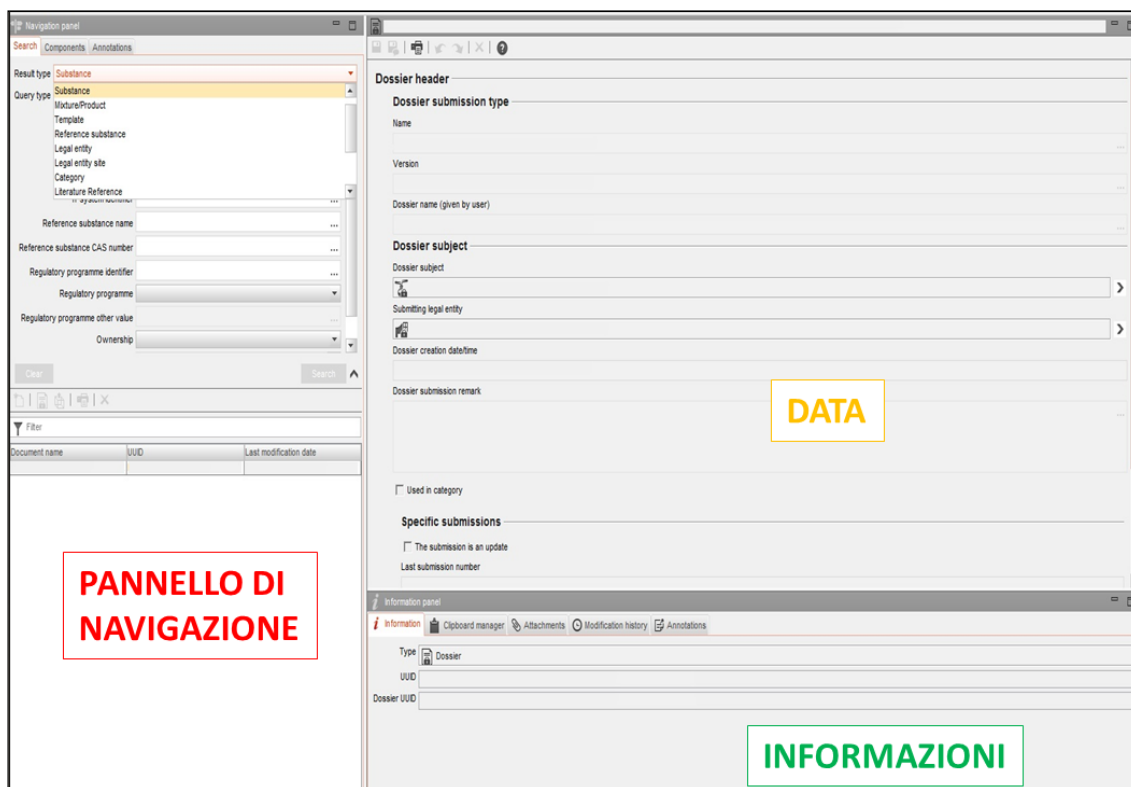 Navigation panel
Search Components Annotations
Result type Substance
Query type Substance
Mixture/Product
Template
Reference substance
Legal entity
Legal entity site
Category
Literature Reference
system identifier ...
Reference substance name ...
Reference substance CAS number ...
Regulatory programme identifier ...
Regulatory programme
Regulatory programme other value ...
Ownership
Clear Search
Filter
Document name UUID Last modification date
PANNELLO DI
NAVIGAZIONE
Dossier header
Dossier submission type
Name
...
Version
...
Dossier name (given by user)
...
Dossier subject
Dossier subject
Submitting legal entity
Dossier creation date/time
Dossier submission remark
...
DATA
Used in category
Specific submissions
The submission is an update
Last submission number
Information panel
Information Clipboard manager Attachments Modification history Annotations
Type Dossier
UUID
Dossier UUID
INFORMAZIONI